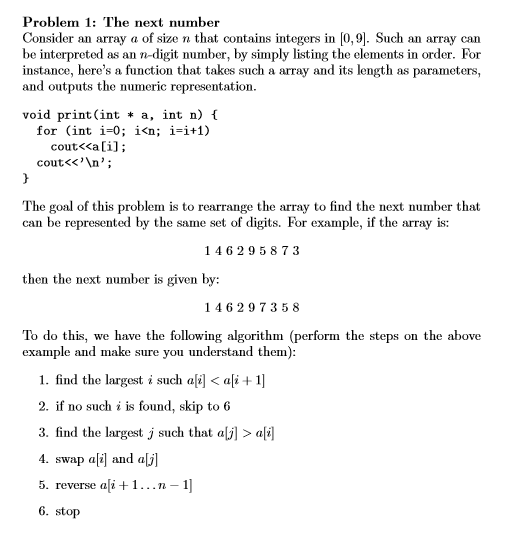 Problem 1: The next number
Consider an array a of size n that contains integers in [0, 9]. Such an array can
be interpreted as an n-digit number, by simply listing the elements in order. For
instance, here's a function that takes such a array and its length as parameters,
and outputs the numeric representation.
void print(int * a, int n) {
  for (int i=0; i<n; i=i+1)
    cout<<a[i];
  cout<<'\n';
}
The goal of this problem is to rearrange the array to find the next number that
can be represented by the same set of digits. For example, if the array is:
1 4 6 2 9 5 8 7 3
then the next number is given by:
1 4 6 2 9 7 3 5 8
To do this, we have the following algorithm (perform the steps on the above
example and make sure you understand them):
1. find the largest i such a[i] < a[i + 1]
2. if no such i is found, skip to 6
3. find the largest j such that a[j] > a[i]
4. swap a[i] and a[j]
5. reverse a[i + 1 . . . n − 1]
6. stop